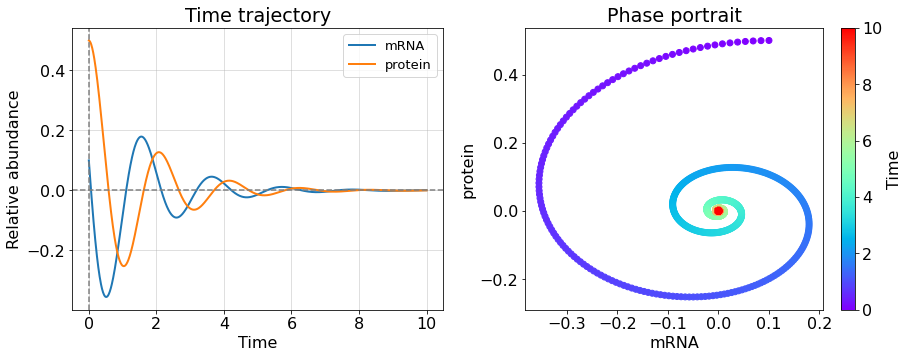 Time trajectory
Relative abundance
0.4
0.2
0.0
−0.2
mRNA
protein
0
2
4
6
8
10
Time
Phase portrait
protein
0.4
0.2
0.0
−0.2
−0.3
−0.2
−0.1
0.0
0.1
0.2
mRNA
10
8
6
4
2
0
Time